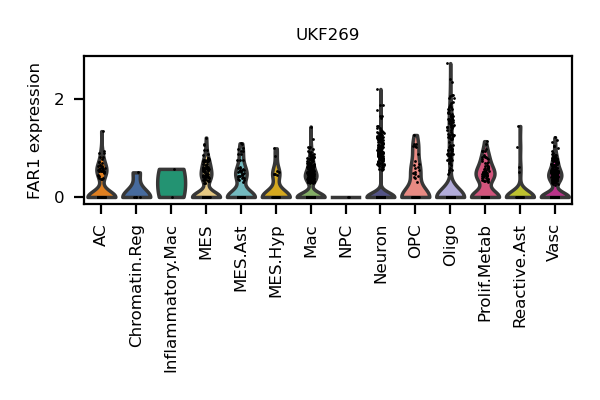 UKF269
FAR1 expression
2
0
AC
Chromatin.Reg
Inflammatory.Mac
MES
MES.Ast
MES.Hyp
Mac
NPC
Neuron
OPC
Oligo
Prolif.Metab
Reactive.Ast
Vasc